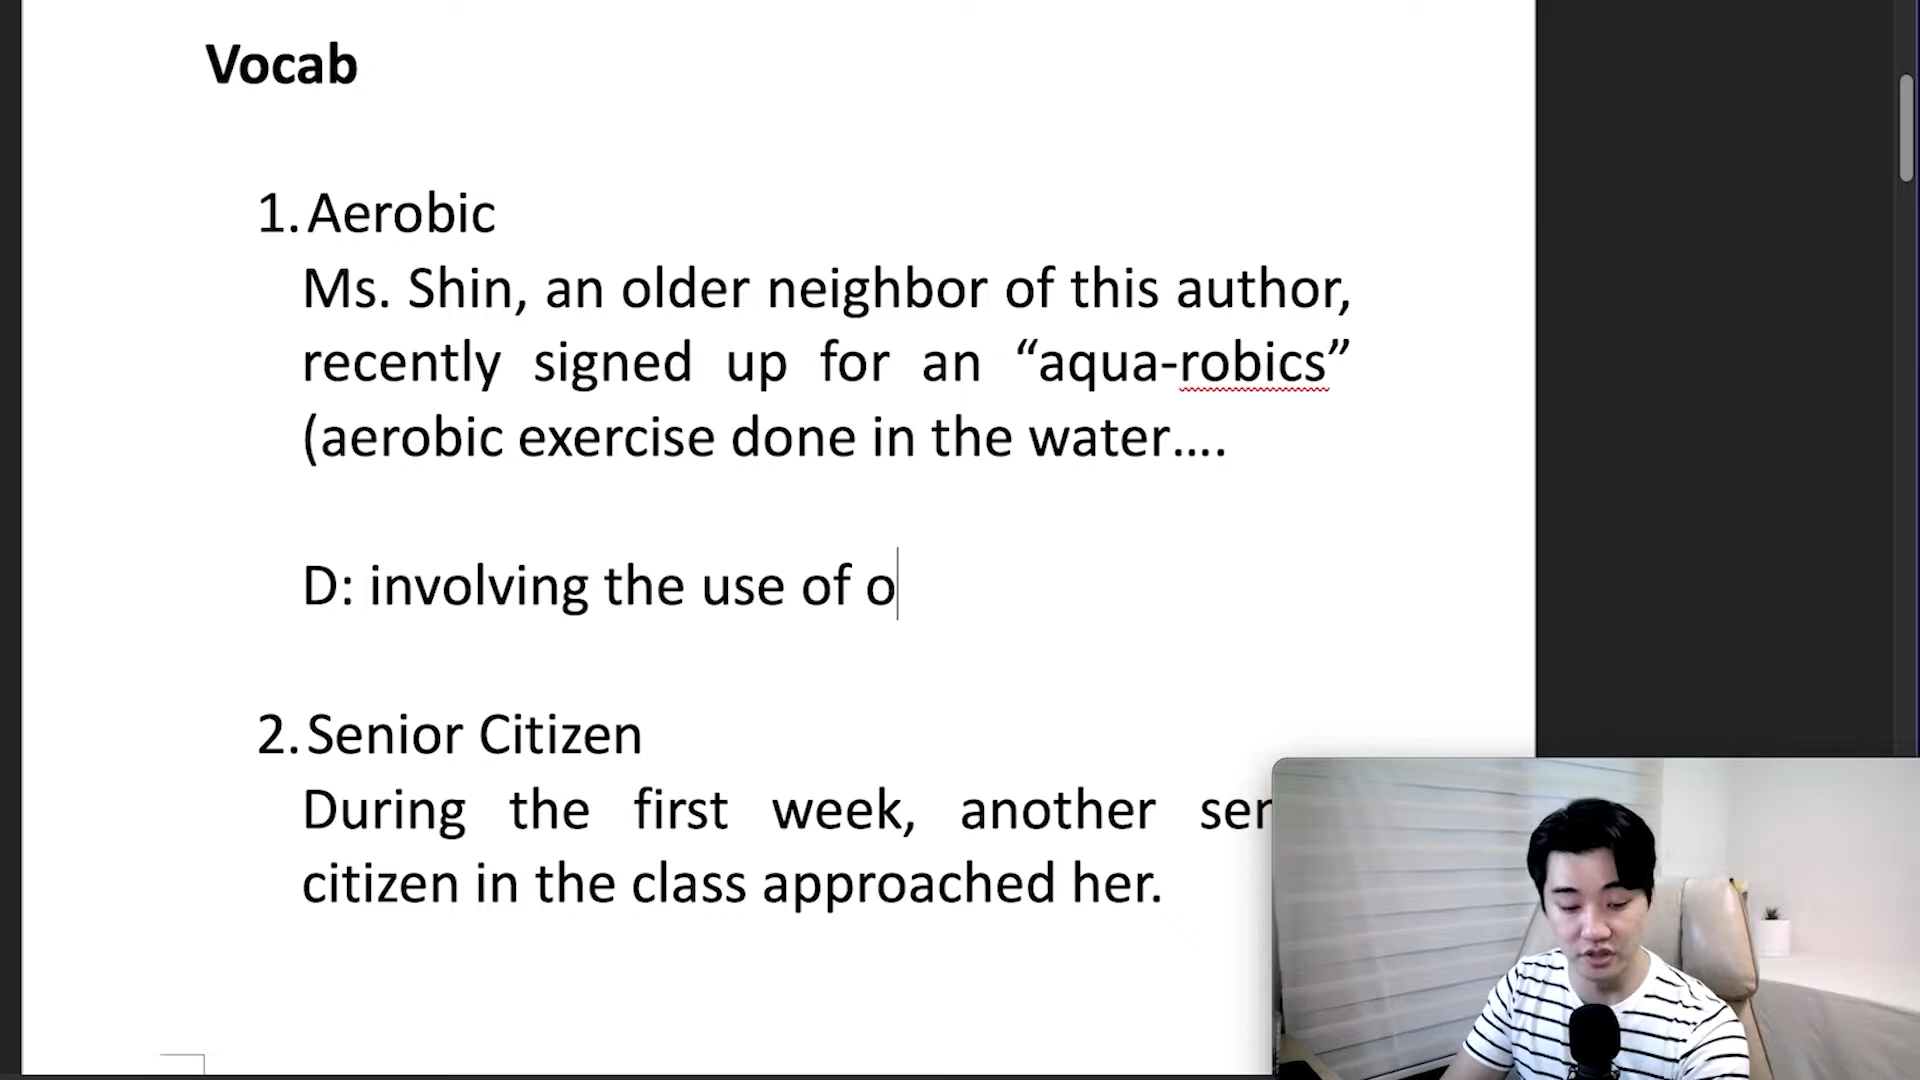 Vocab
1. Aerobic
Ms. Shin, an older neighbor of this author,
recently signed up for an “aqua-robics”
(aerobic exercise done in the water….
D: involving the use of o
2. Senior Citizen
During the first week, another
citizen in the class approached her.